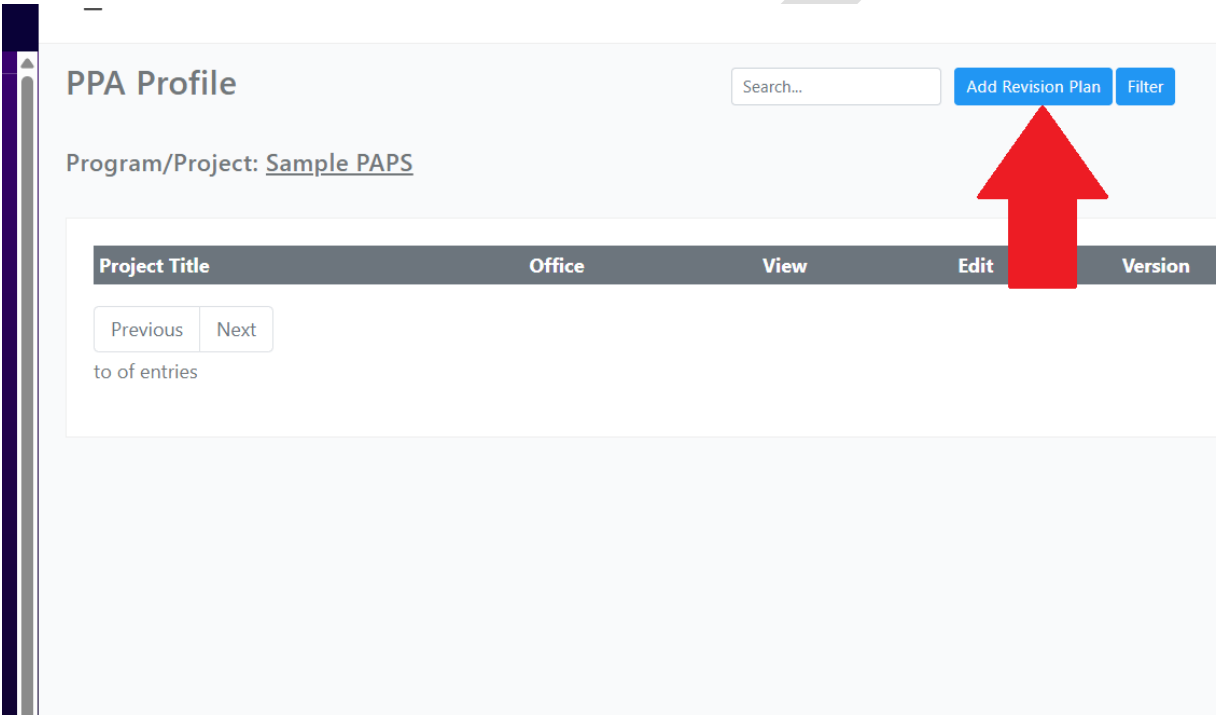 PPA Profile
Search...
Add Revision Plan
Filter
Program/Project: Sample PAPS
Project Title Office View Edit Version
Previous Next
to of entries